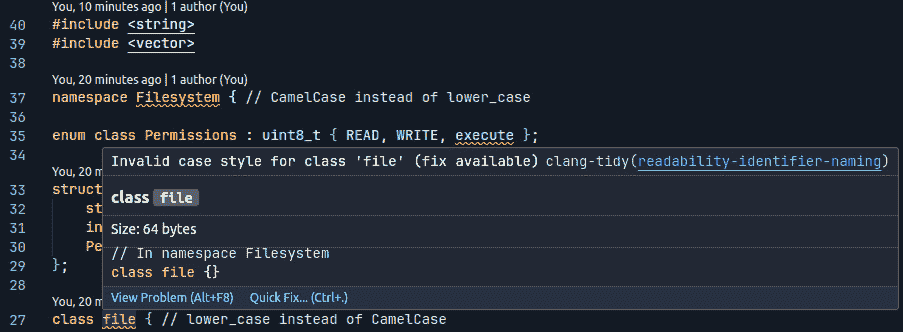 You, 10 minutes ago | 1 author (You)
40 #include <string>
39 #include <vector>
38
You, 20 minutes ago | 1 author (You)
37 namespace Filesystem { // CamelCase instead of lower_case
36
35 enum class Permissions : uint8_t { READ, WRITE, execute };
34
Invalid case style for class 'file' (fix available) clang-tidy(readability-identifier-naming)
You, 20 m
33 struct
class file
32 st
31 in
Size: 64 bytes
30 Pe
// In namespace Filesystem
29 };
class file {}
28
View Problem (Alt+F8) Quick Fix... (Ctrl+.)
You, 20 m
27 class file { // lower_case instead of CamelCase